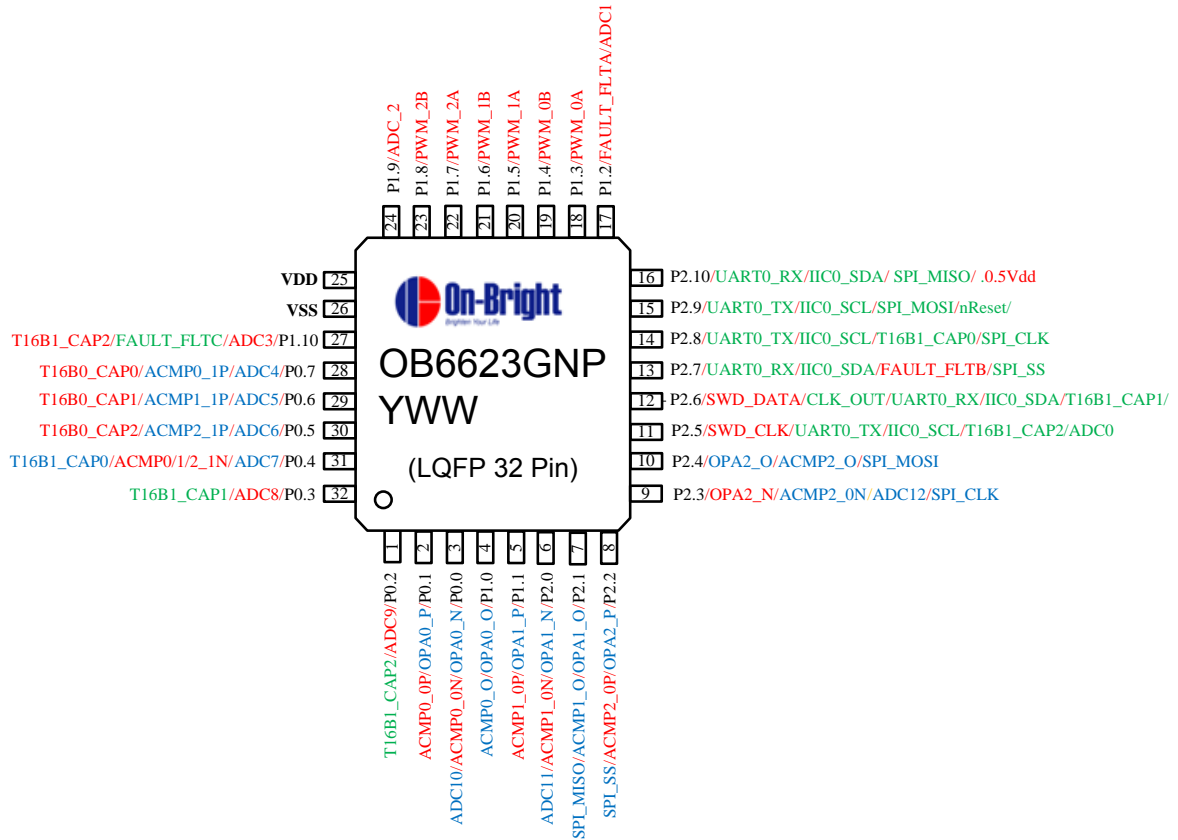 P1.9/ADC_2
P1.8/PWM_2B
P1.7/PWM_2A
P1.6/PWM_1B
P1.5/PWM_1A
P1.4/PWM_0B
P1.3/PWM_0A
P1.2/FAULT_FLTA/ADC1
24
23
22
21
20
19
18
17
VDD 25
VSS 26
T16B1_CAP2/FAULT_FLTC/ADC3/P1.10 27
T16B0_CAP0/ACMP0_1P/ADC4/P0.7 28
T16B0_CAP1/ACMP1_1P/ADC5/P0.6 29
T16B0_CAP2/ACMP2_1P/ADC6/P0.5 30
T16B1_CAP0/ACMP0/1/2_1N/ADC7/P0.4 31
T16B1_CAP1/ADC8/P0.3 32
On-Bright
Brighten Your Life
OB6623GNP
YWW
(LQFP 32 Pin)
16 P2.10/UART0_RX/IIC0_SDA/ SPI_MISO/ .0.5Vdd
15 P2.9/UART0_TX/IIC0_SCL/SPI_MOSI/nReset/
14 P2.8/UART0_TX/IIC0_SCL/T16B1_CAP0/SPI_CLK
13 P2.7/UART0_RX/IIC0_SDA/FAULT_FLTB/SPI_SS
12 P2.6/SWD_DATA/CLK_OUT/UART0_RX/IIC0_SDA/T16B1_CAP1/
11 P2.5/SWD_CLK/UART0_TX/IIC0_SCL/T16B1_CAP2/ADC0
10 P2.4/OPA2_O/ACMP2_O/SPI_MOSI
9 P2.3/OPA2_N/ACMP2_0N/ADC12/SPI_CLK
1
2
3
4
5
6
7
8
T16B1_CAP2/ADC9/P0.2
ACMP0_0P/OPA0_P/P0.1
ADC10/ACMP0_0N/OPA0_N/P0.0
ACMP0_O/OPA0_O/P1.0
ACMP1_0P/OPA1_P/P1.1
ADC11/ACMP1_0N/OPA1_N/P2.0
SPI_MISO/ACMP1_O/OPA1_O/P2.1
SPI_SS/ACMP2_0P/OPA2_P/P2.2